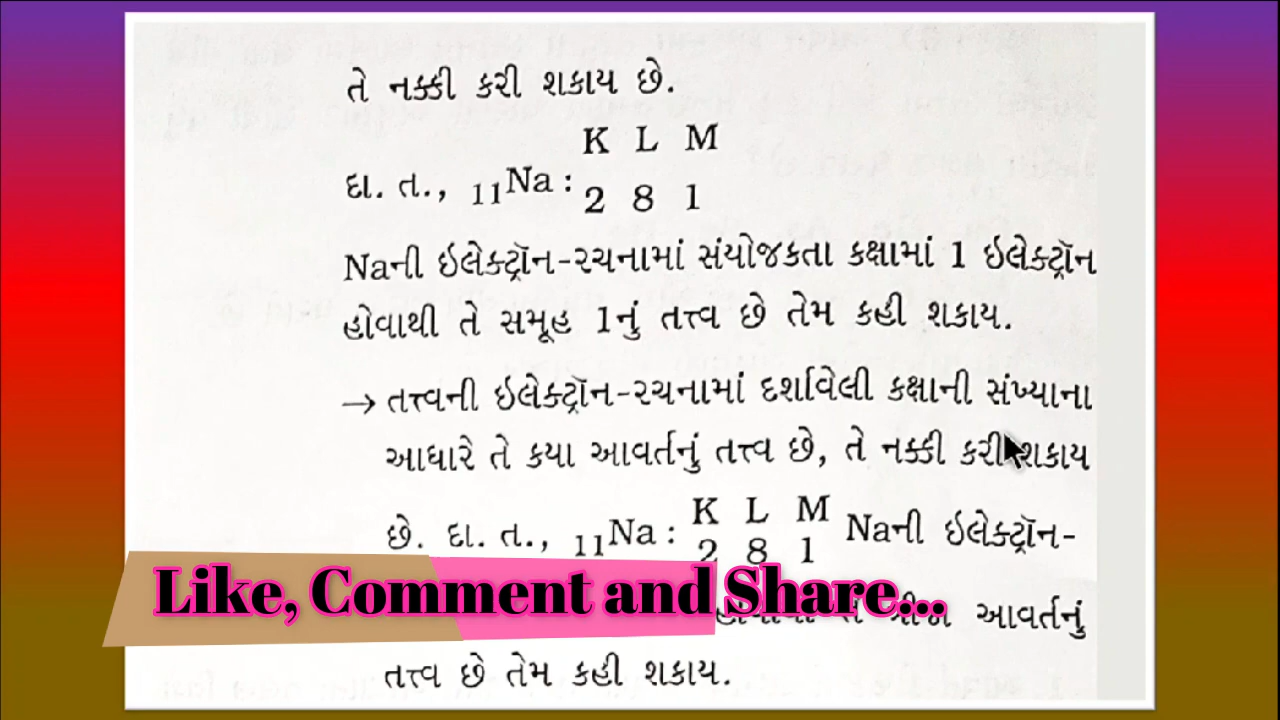 તે નક્કી કરી શકાય છે.
K L M
દા. ત., 11Na :
2 8 1
Naની ઇલેક્ટ્રૉન-રચનામાં સંયોજકતા કક્ષામાં 1 ઇલેક્ટ્રૉન
હોવાથી તે સમૂહ 1નું તત્ત્વ છે તેમ કહી શકાય.
→ તત્ત્વની ઇલેક્ટ્રૉન-રચનામાં દર્શાવેલી કક્ષાની સંખ્યાના
આધારે તે કયા આવર્તનું તત્ત્વ છે, તે નક્કી કરી શકાય
K L M
છે. દા. ત., 11Na : Naની ઇલેક્ટ્રૉન-
2 8 1
Like, Comment and Share...
આવર્તનું
તત્ત્વ છે તેમ કહી શકાય.